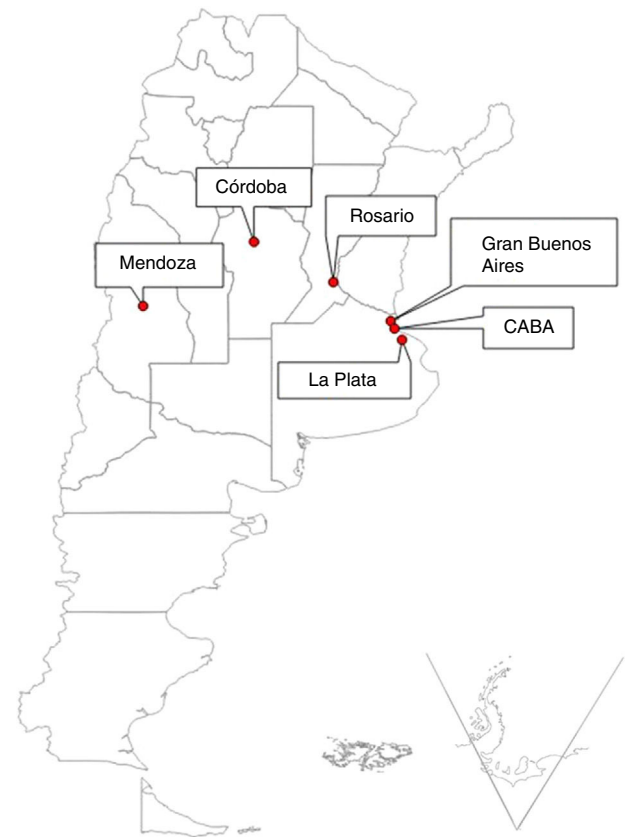 Córdoba
Rosario
Gran Buenos
Aires
Mendoza
CABA
La Plata